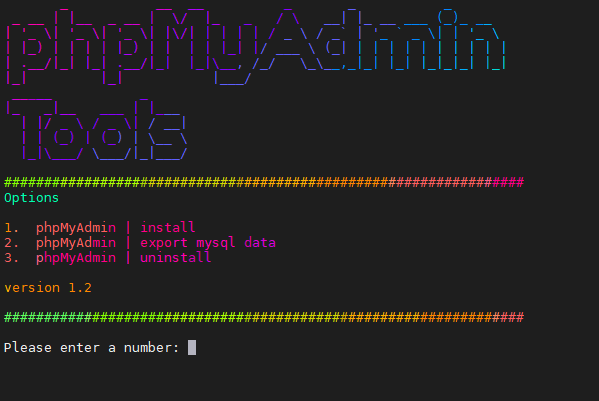 phpMyAdmin
Tools
################################################################
Options
1. phpMyAdmin | install
2. phpMyAdmin | export mysql data
3. phpMyAdmin | uninstall
version 1.2
################################################################
Please enter a number: